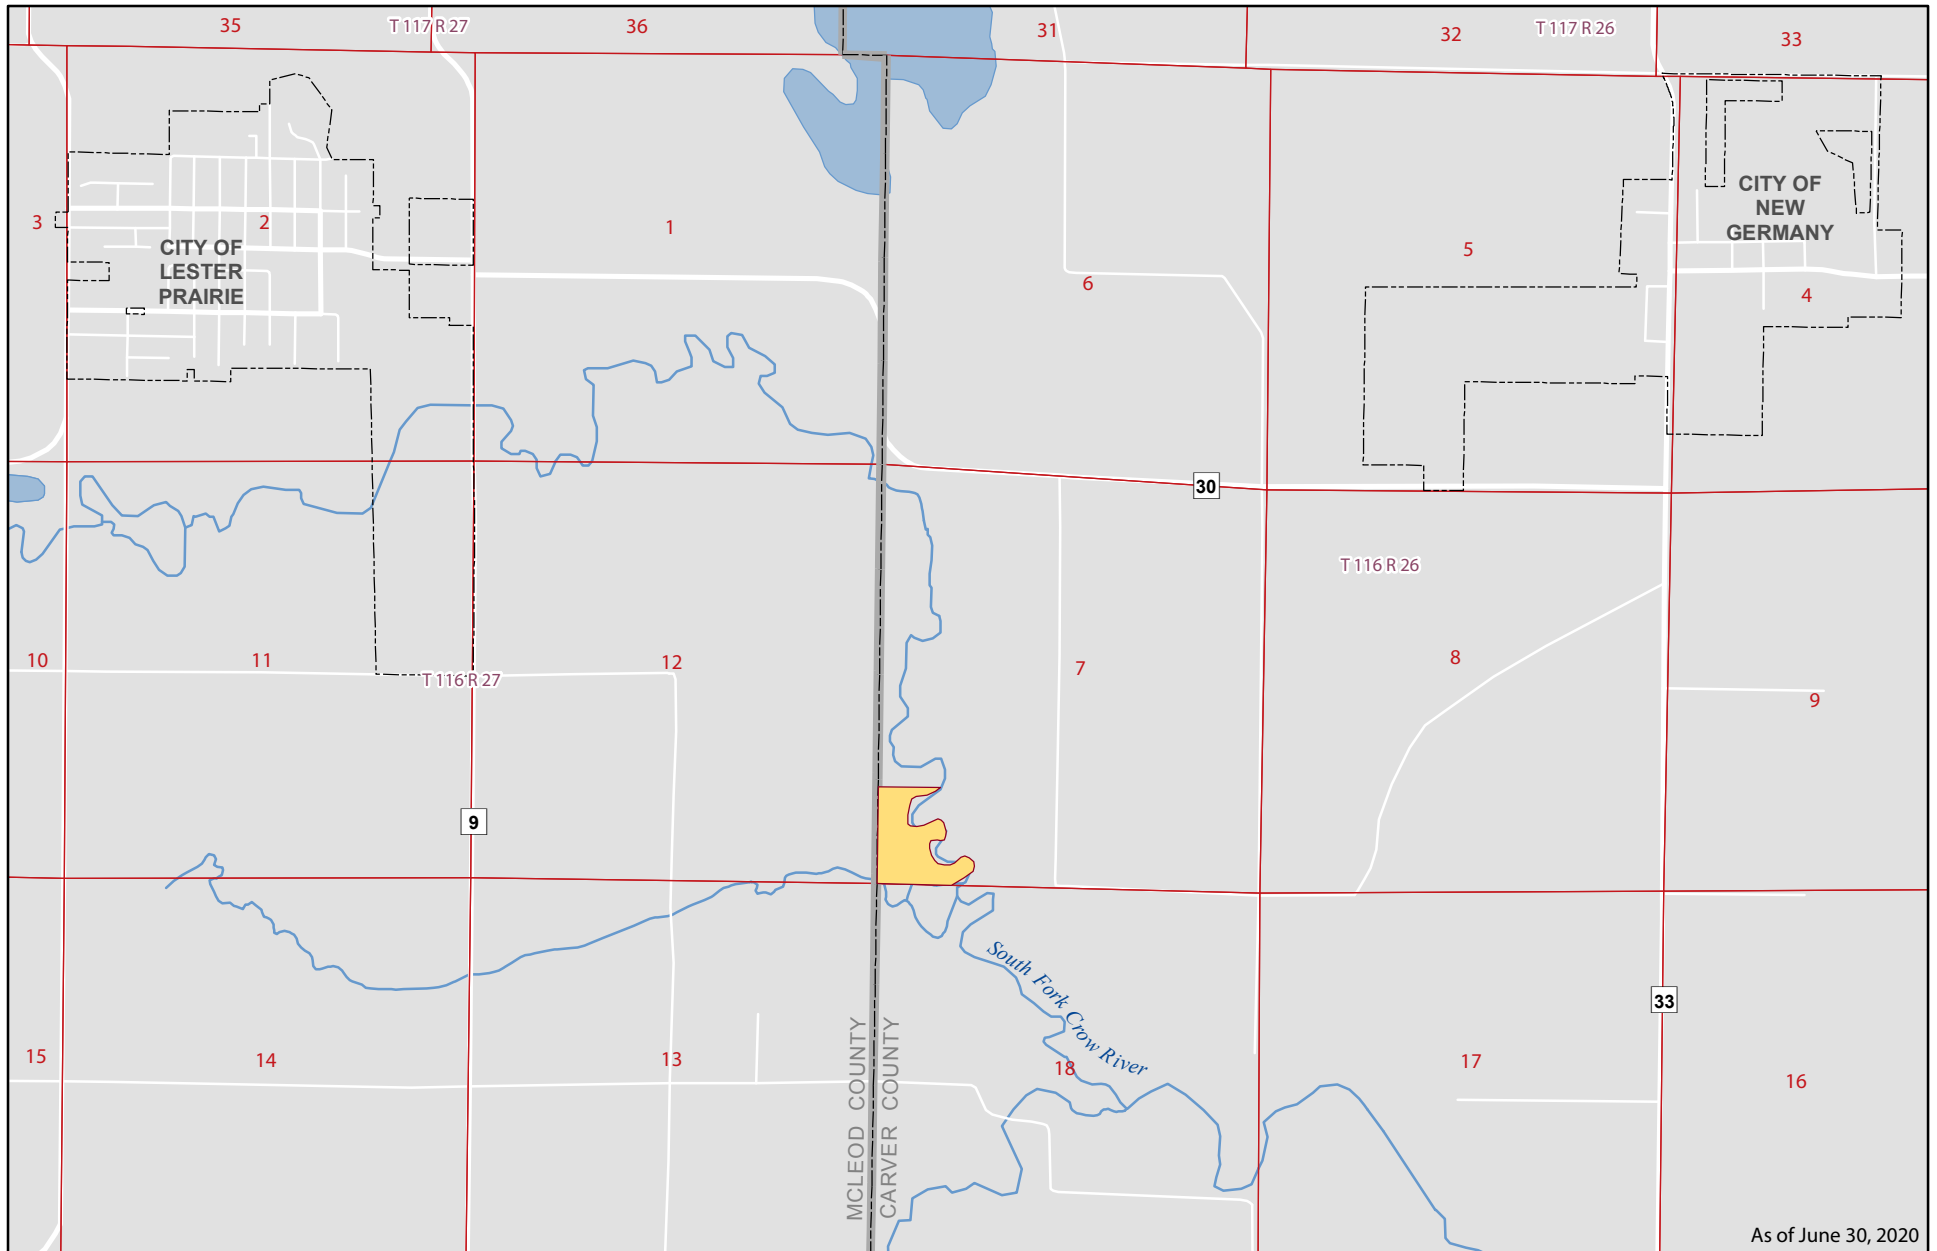 35
T 117 R 27
36
31
32
T 117 R 26
33
3
2
CITY OF
LESTER
PRAIRIE
1
6
5
CITY OF
NEW
GERMANY
4
30
T 116 R 26
10
11
T 116 R 27
12
7
8
9
9
South Fork Crow River
33
15
14
13
MCLEOD COUNTY
CARVER COUNTY
18
17
16
As of June 30, 2020